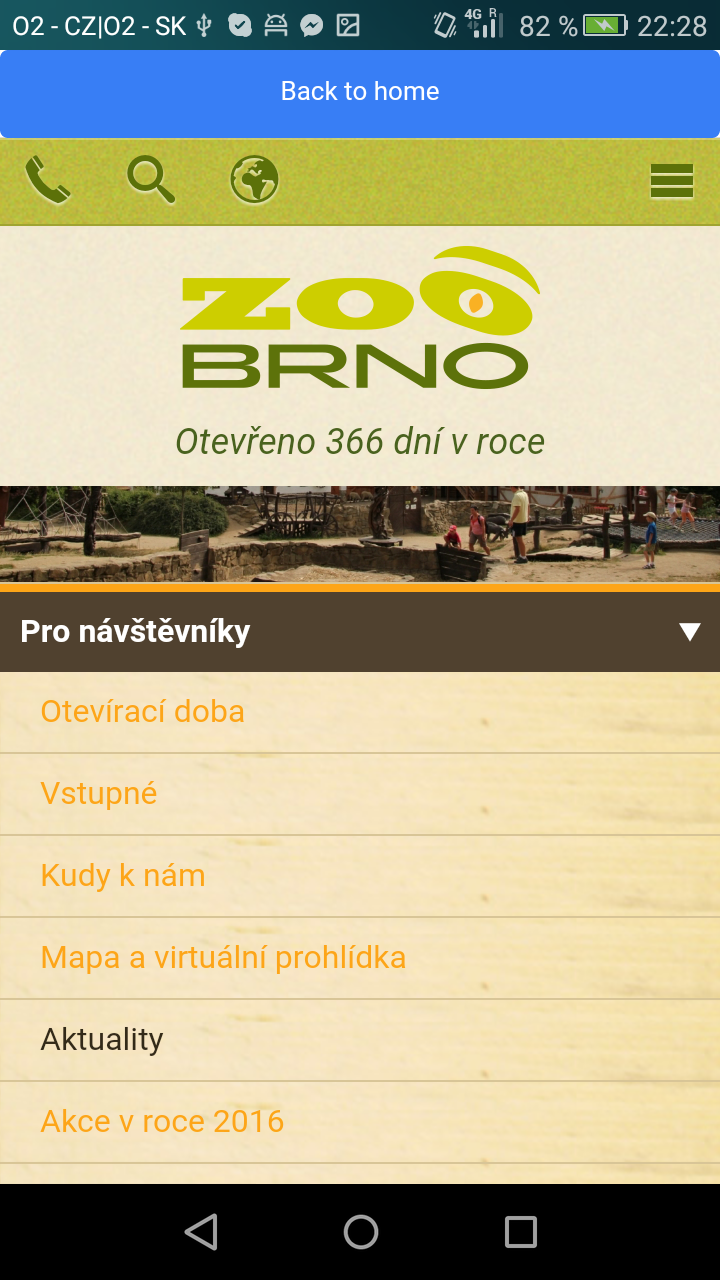 O2 - CZ|O2 - SK 4G R 82 % 22:28
Back to home
ZOO
BRNO
Otevřeno 366 dní v roce
Pro návštěvníky
Otevírací doba
Vstupné
Kudy k nám
Mapa a virtuální prohlídka
Aktuality
Akce v roce 2016